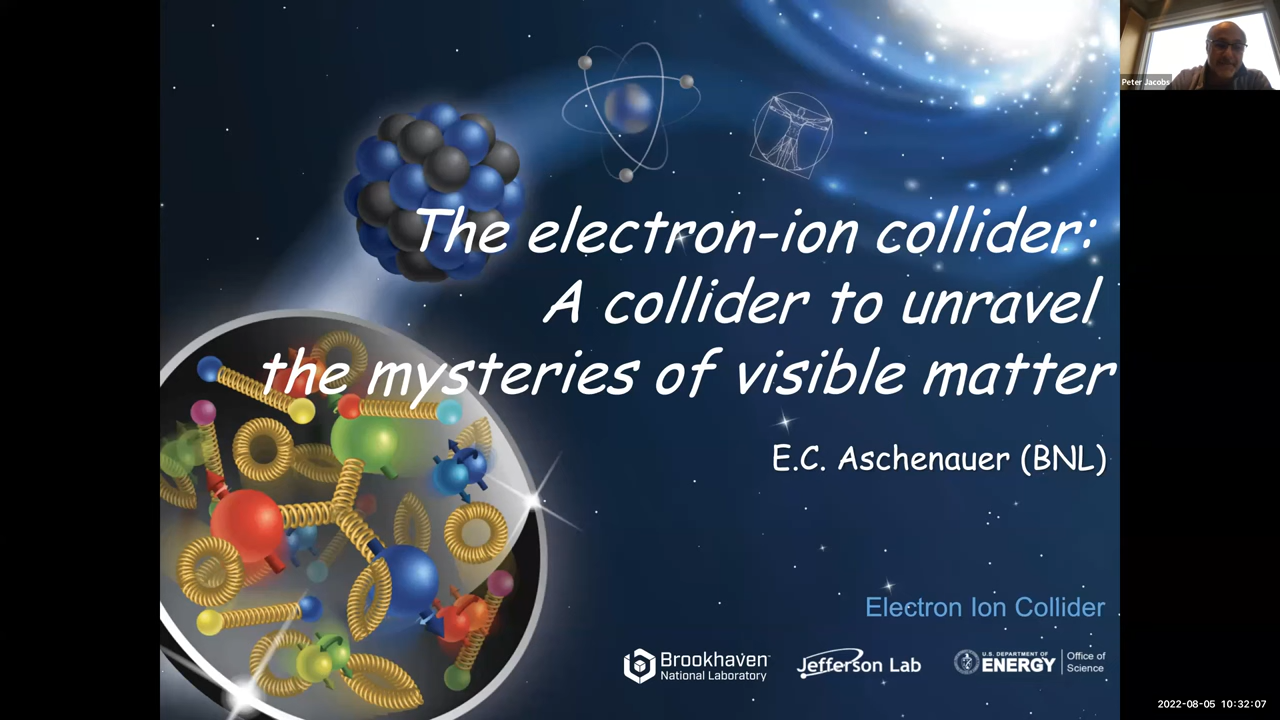 Peter Jacobs
The electron-ion collider:
A collider to unravel
the mysteries of visible matter
E.C. Aschenauer (BNL)
Electron Ion Collider
Brookhaven
National Laboratory
Jefferson Lab
U.S. DEPARTMENT OF
ENERGY
Office of
Science
2022-08-05 10:32:07